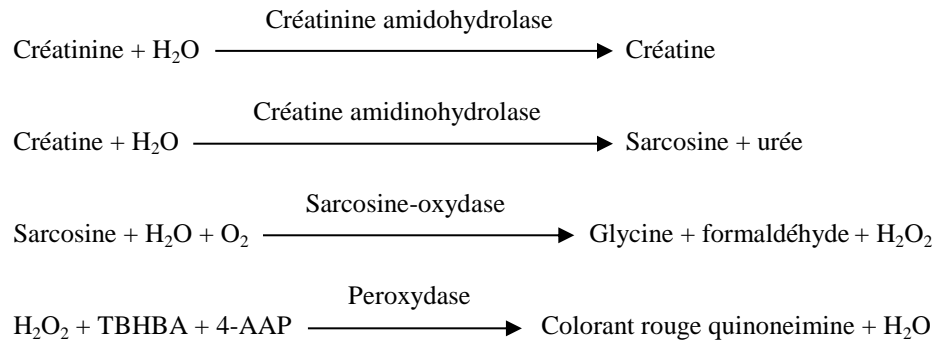 Créatinine amidohydrolase
Créatinine + H₂O ⟶ Créatine
Créatine amidinohydrolase
Créatine + H₂O ⟶ Sarcosine + urée
Sarcosine-oxydase
Sarcosine + H₂O + O₂ ⟶ Glycine + formaldéhyde + H₂O₂
Peroxydase
H₂O₂ + TBHBA + 4-AAP ⟶ Colorant rouge quinoneimine + H₂O